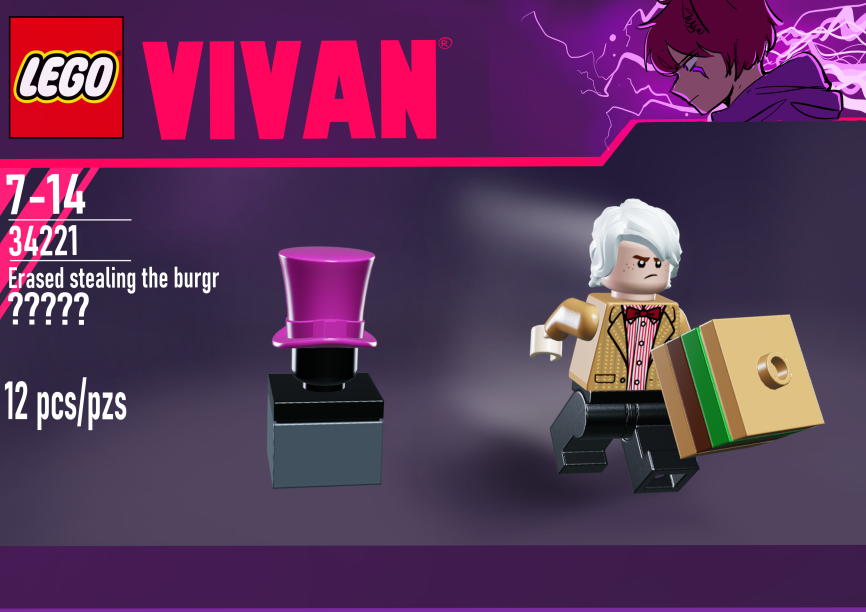 LEGO
VIVAN®
7-14
34221
Erased stealing the burgr
?????
12 pcs/pzs